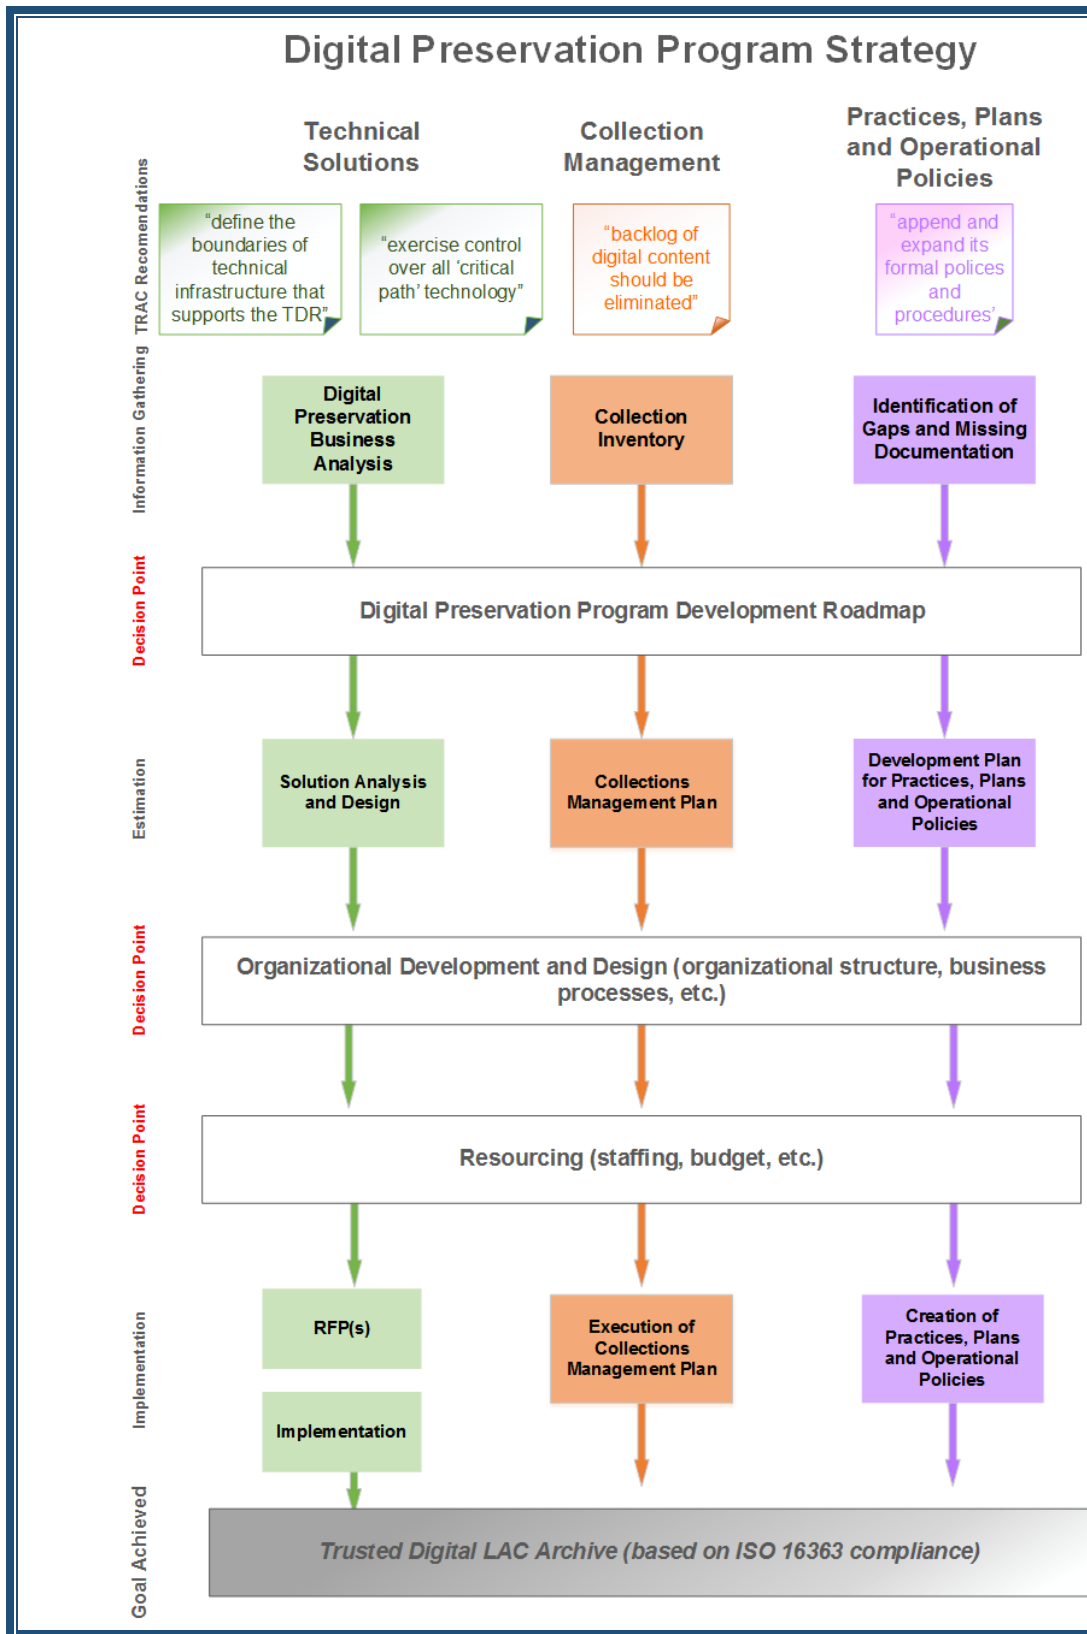 Digital Preservation Program Strategy
Technical
Solutions
Collection
Management
Practices, Plans
and Operational
Policies
TRAC Recomendations
“define the
boundaries of
technical
infrastructure that
supports the TDR”
“exercise control
over all ‘critical
path’ technology”
“backlog of
digital content
should be
eliminated”
“append and
expand its
formal polices
and
procedures’
Information Gathering
Digital
Preservation
Business
Analysis
Collection
Inventory
Identification of
Gaps and Missing
Documentation
Decision Point
Digital Preservation Program Development Roadmap
Estimation
Solution Analysis
and Design
Collections
Management Plan
Development Plan
for Practices, Plans
and Operational
Policies
Decision Point
Organizational Development and Design (organizational structure, business
processes, etc.)
Decision Point
Resourcing (staffing, budget, etc.)
Implementation
RFP(s)
Implementation
Execution of
Collections
Management Plan
Creation of
Practices, Plans
and Operational
Policies
Goal Achieved
Trusted Digital LAC Archive (based on ISO 16363 compliance)